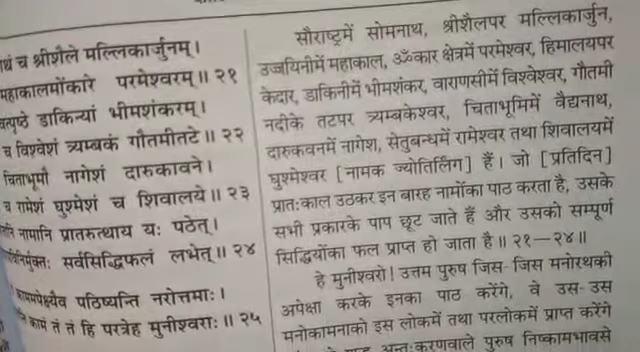 च श्रीशैले मल्लिकार्जुनम्।
महाकालमोंकारे परमेश्वरम्॥ २१
डाकिन्यां भीमशंकरम्।
च विश्वेशं त्र्यम्बकं गौतमीतटे॥ २२
चिताभूमौ नागेशं दारुकावने।
च रामेशं घुश्मेशं च शिवालये॥ २३
नामानि प्रातरुत्थाय यः पठेत्।
सर्वसिद्धिफलं लभेत्॥ २४
पठिष्यन्ति नरोत्तमाः।
कामं तं तं हि परत्रेह मुनीश्वराः॥ २५
सौराष्ट्रमें सोमनाथ, श्रीशैलपर मल्लिकार्जुन,
उज्जयिनीमें महाकाल, ॐकार क्षेत्रमें परमेश्वर, हिमालयपर
केदार, डाकिनीमें भीमशंकर, वाराणसीमें विश्वेश्वर, गौतमी
नदीके तटपर त्र्यम्बकेश्वर, चिताभूमिमें वैद्यनाथ,
दारुकवनमें नागेश, सेतुबन्धमें रामेश्वर तथा शिवालयमें
घुश्मेश्वर [नामक ज्योतिर्लिंग] हैं। जो [प्रतिदिन]
प्रातःकाल उठकर इन बारह नामोंका पाठ करता है, उसके
सभी प्रकारके पाप छूट जाते हैं और उसको सम्पूर्ण
सिद्धियोंका फल प्राप्त हो जाता है॥ २१—२४॥
हे मुनीश्वरो! उत्तम पुरुष जिस-जिस मनोरथकी
अपेक्षा करके इनका पाठ करेंगे, वे उस-उस
मनोकामनाको इस लोकमें तथा परलोकमें प्राप्त करेंगे
अन्तःकरणवाले पुरुष निष्कामभावसे